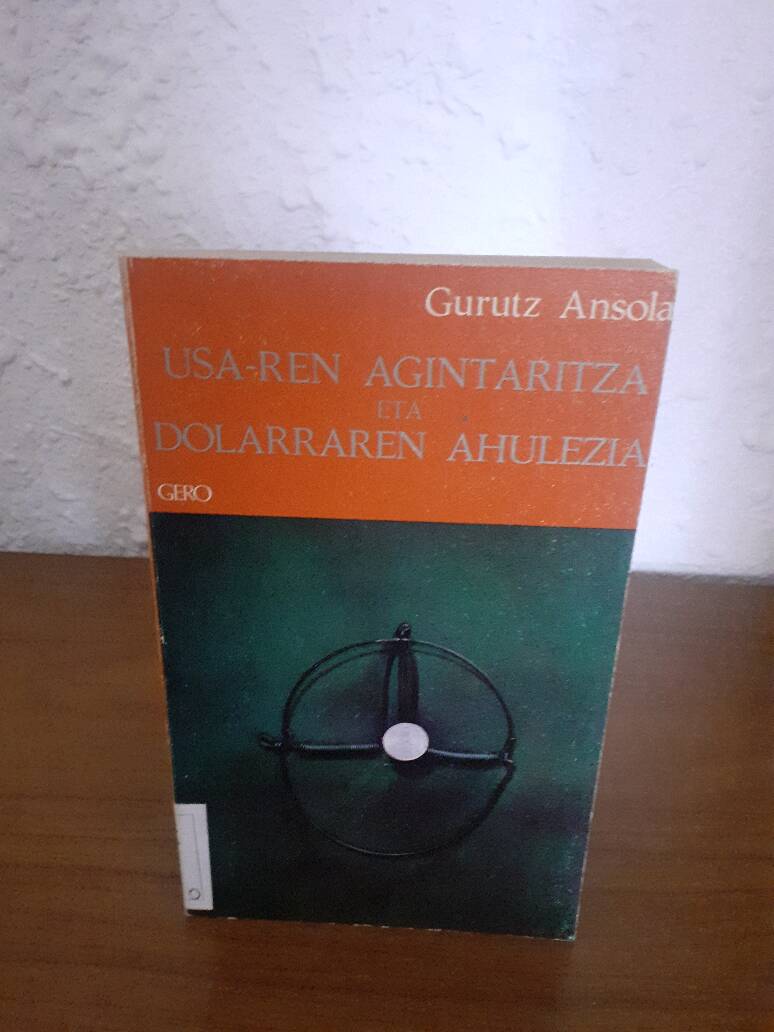 Gurutz Ansola
USA-REN AGINTARITZA
ETA
DOLARRAREN AHULEZIA
GERO